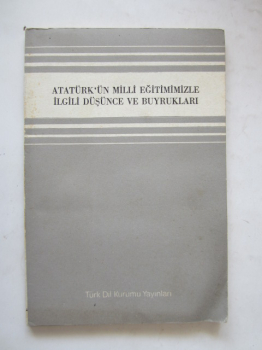 ATATÜRK'ÜN MİLLİ EĞİTİMİMİZLE
İLGİLİ DÜŞÜNCE VE BUYRUKLARI
Türk Dil Kurumu Yayınları